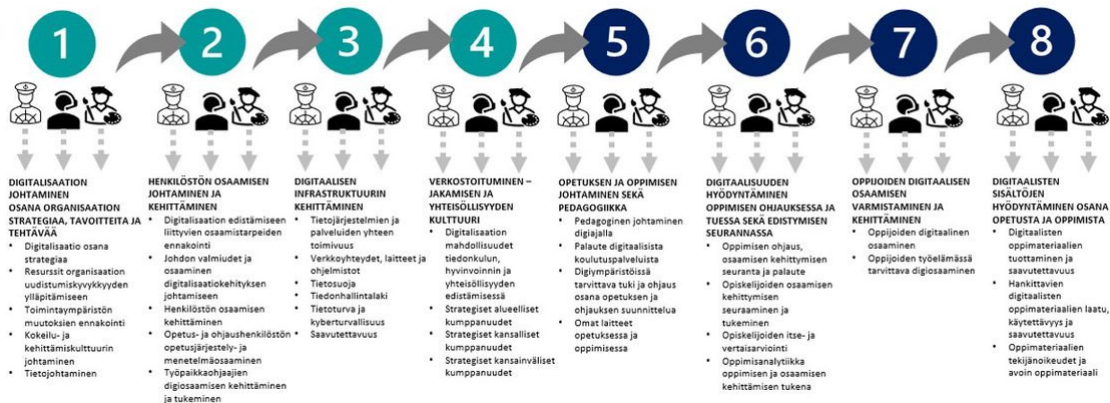 1
2
3
4
5
6
7
8
DIGITALISAATION
JOHTAMINEN
OSANA ORGANISAATION
STRATEGIAA, TAVOITTEITA JA
TEHTÄVÄÄ
• Digitalisaatio osana
strategiaa
• Resurssit organisaation
uudistumiskyvykkyyden
ylläpitämiseen
• Toimintaympäristön
muutoksien ennakointi
• Kokeilu- ja
kehittämiskulttuurin
johtaminen
• Tietojohtaminen
HENKILÖSTÖN OSAAMISEN
JOHTAMINEN JA
KEHITTÄMINEN
• Digitalisaation edistämiseen
liittyvien osaamistarpeiden
ennakointi
• Johdon valmiudet ja
osaaminen
digitalisaatiokehityksen
johtamiseen
• Henkilöstön osaamisen
kehittäminen
• Opetus- ja ohjaushenkilöstön
opetusjärjestely- ja
menetelmäosaaminen
• Työpaikkaohjaajien
digiosaamisen kehittäminen
ja tukeminen
DIGITAALISEN
INFRASTRUKTUURIN
KEHITTÄMINEN
• Tietojärjestelmien ja
palveluiden yhteen
toimivuus
• Verkkoyhteydet, laitteet ja
ohjelmistot
• Tietosuoja
• Tiedonhallintalaki
• Tietoturva ja
kyberturvallisuus
• Saavutettavuus
VERKOSTOITUMINEN –
JAKAMISEN JA
YHTEISÖLLISYYDEN
KULTTUURI
• Digitalisaation
mahdollisuudet
tiedonkulun,
hyvinvoinnin ja
yhteisöllisyyden
edistämisessä
• Strategiset alueelliset
kumppanuudet
• Strategiset kansalliset
kumppanuudet
• Strategiset kansainväliset
kumppanuudet
OPETUKSEN JA OPPIMISEN
JOHTAMINEN SEKÄ
PEDAGOGIIKKA
• Pedagoginen johtaminen
digiajalla
• Palaute digitaalisista
koulutuspalveluista
• Digiympäristöissä
tarvittava tuki ja ohjaus
osana opetuksen ja
ohjauksen suunnittelua
• Omat laitteet
opetuksessa ja
oppimisessa
DIGITAALISUUDEN
HYÖDYNTÄMINEN
OPPIMISEN OHJAUKSESSA JA
TUESSA SEKÄ EDISTYMISEN
SEURANNASSA
• Oppimisen ohjaus,
osaamisen kehittymisen
seuranta ja palaute
• Opiskelijoiden osaamisen
kehittymisen
seuraaminen ja
tukeminen
• Opiskelijoiden itse- ja
vertaisarviointi
• Oppimisanalytiikka
oppimisen ja osaamisen
kehittämisen tukena
OPPIJOIDEN DIGITAALISEN
OSAAMISEN
VARMISTAMINEN JA
KEHITTÄMINEN
• Oppijoiden digitaalinen
osaaminen
• Oppijoiden työelämässä
tarvittava digiosaaminen
DIGITAALISTEN
SISÄLTÖJEN
HYÖDYNTÄMINEN OSANA
OPETUSTA JA OPPIMISTA
• Digitaalisten
oppimateriaalien
tuottaminen ja
saavutettavuus
• Hankittavien
digitaalisten
oppimateriaalien laatu,
käytettävyys ja
saavutettavuus
• Oppimateriaalien
tekijänoikeudet ja
avoin oppimateriaali